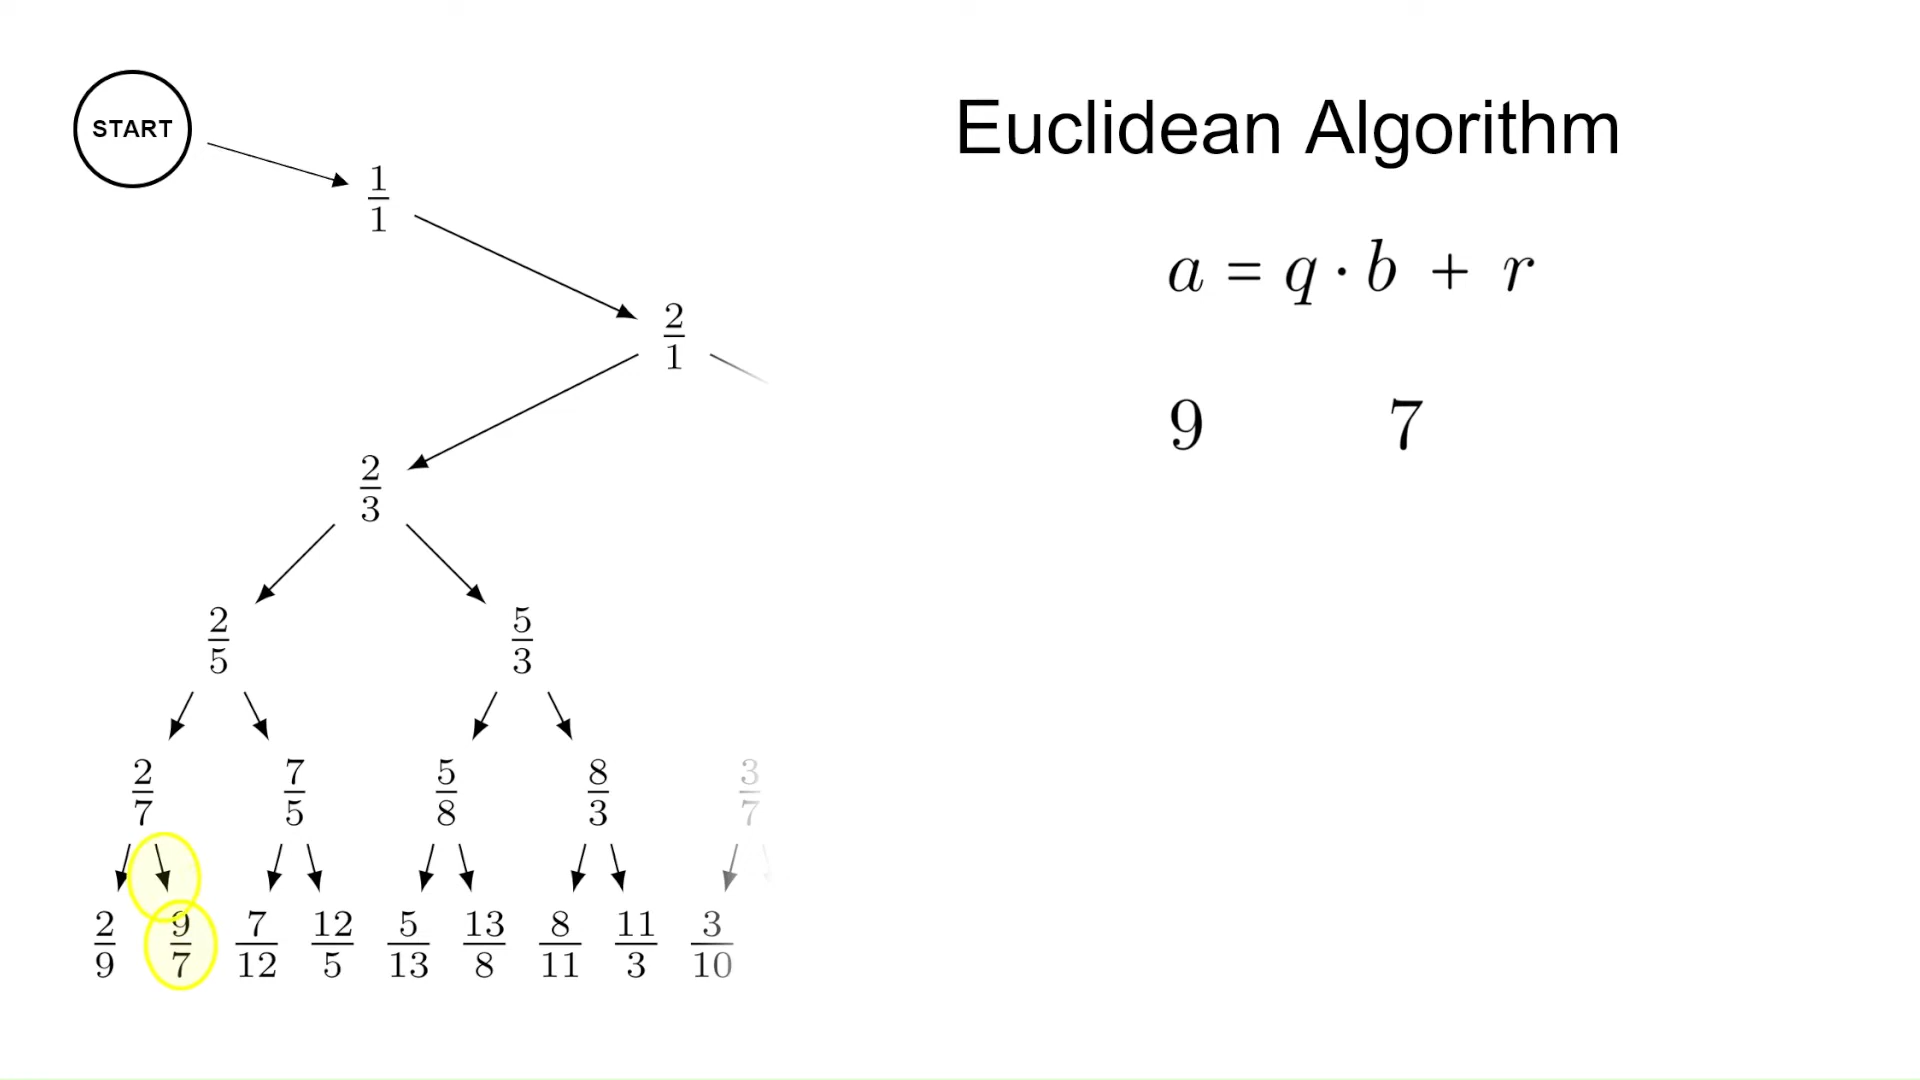 START
Euclidean Algorithm
1/1
a = q · b + r
2/1
9 7
2/3
2/5 5/3
2/7 7/5 5/8 8/3 3/7
2/9 9/7 7/12 12/5 5/13 13/8 8/11 11/3 3/10